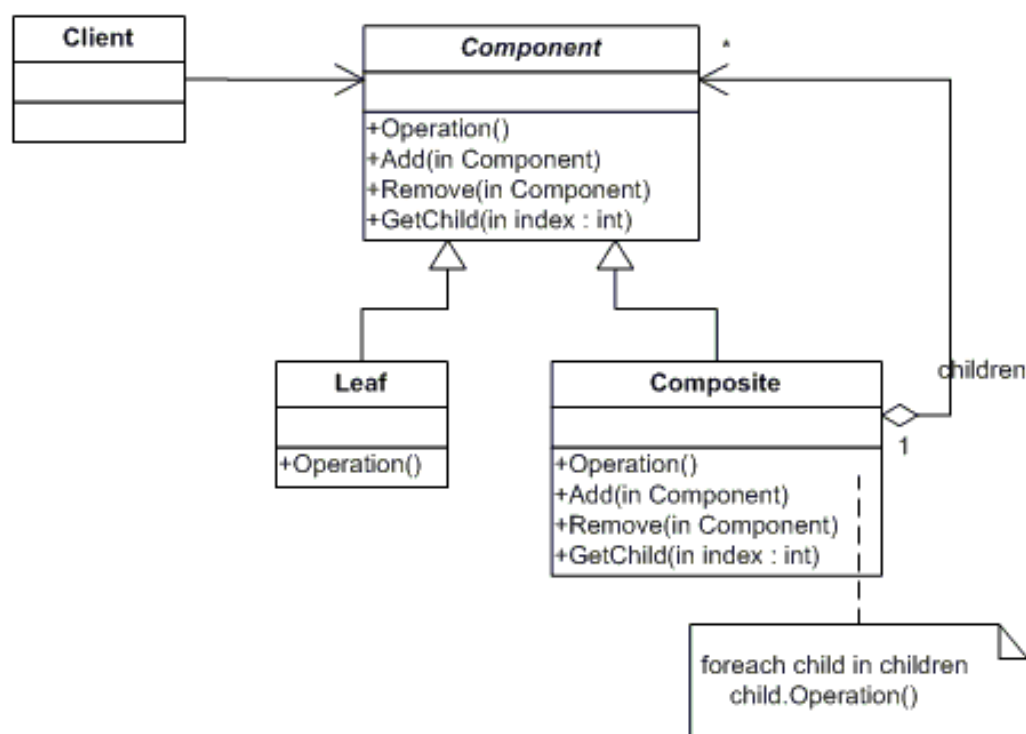 Client
Component
*
+Operation()
+Add(in Component)
+Remove(in Component)
+GetChild(in index : int)
Leaf
+Operation()
Composite
children
1
+Operation()
+Add(in Component)
+Remove(in Component)
+GetChild(in index : int)
foreach child in children
child.Operation()